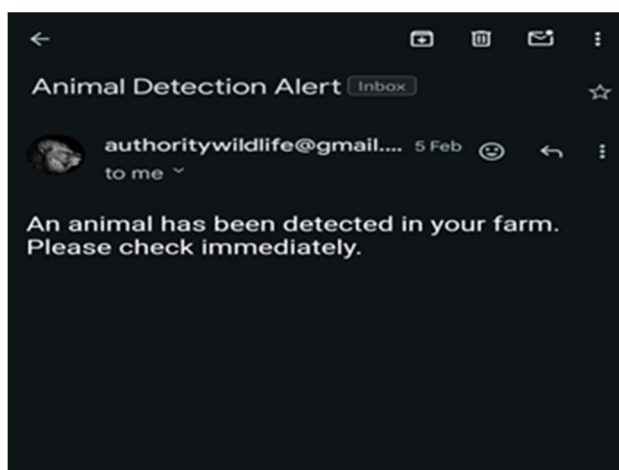 Animal Detection Alert Inbox
authoritywildlife@gmail.... 5 Feb
to me
An animal has been detected in your farm.
Please check immediately.